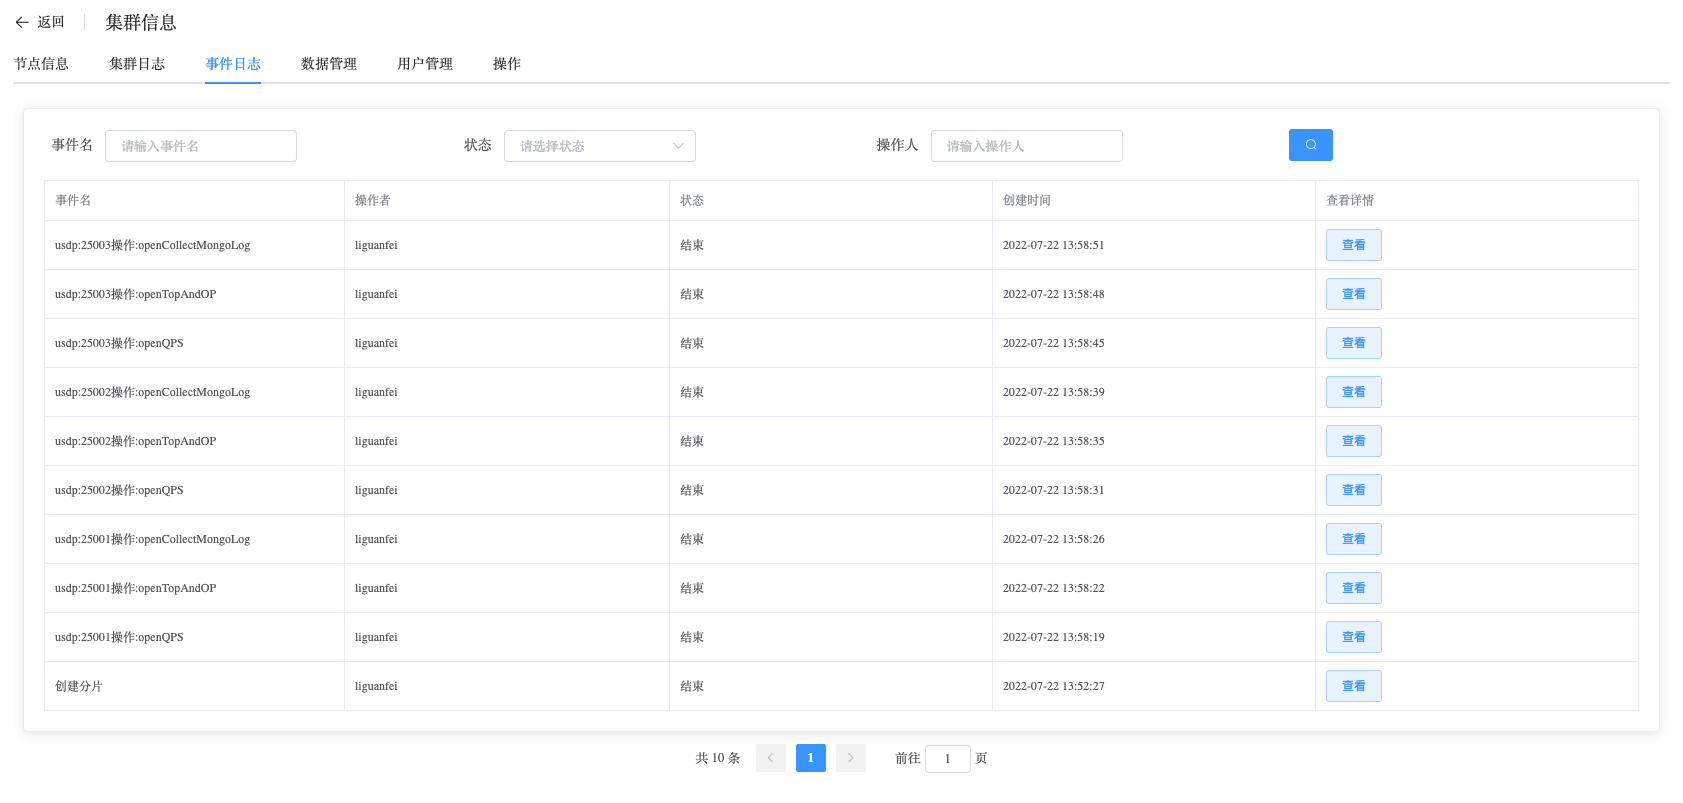 返回 集群信息
节点信息 集群日志 事件日志 数据管理 用户管理 操作
事件名 请输入事件名 状态 请选择状态 操作人 请输入操作人
事件名 操作者 状态 创建时间 查看详情
usdp:25003操作:openCollectMongoLog liguanfei 结束 2022-07-22 13:58:51 查看
usdp:25003操作:openTopAndOP liguanfei 结束 2022-07-22 13:58:48 查看
usdp:25003操作:openQPS liguanfei 结束 2022-07-22 13:58:45 查看
usdp:25002操作:openCollectMongoLog liguanfei 结束 2022-07-22 13:58:39 查看
usdp:25002操作:openTopAndOP liguanfei 结束 2022-07-22 13:58:35 查看
usdp:25002操作:openQPS liguanfei 结束 2022-07-22 13:58:31 查看
usdp:25001操作:openCollectMongoLog liguanfei 结束 2022-07-22 13:58:26 查看
usdp:25001操作:openTopAndOP liguanfei 结束 2022-07-22 13:58:22 查看
usdp:25001操作:openQPS liguanfei 结束 2022-07-22 13:58:19 查看
创建分片 liguanfei 结束 2022-07-22 13:52:27 查看
共 10 条 1 前往 1 页